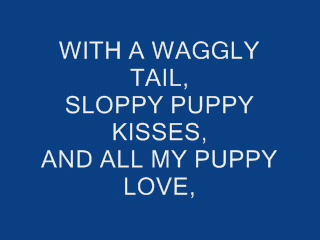 WITH A WAGGLY
TAIL,
SLOPPY PUPPY
KISSES,
AND ALL MY PUPPY
LOVE,